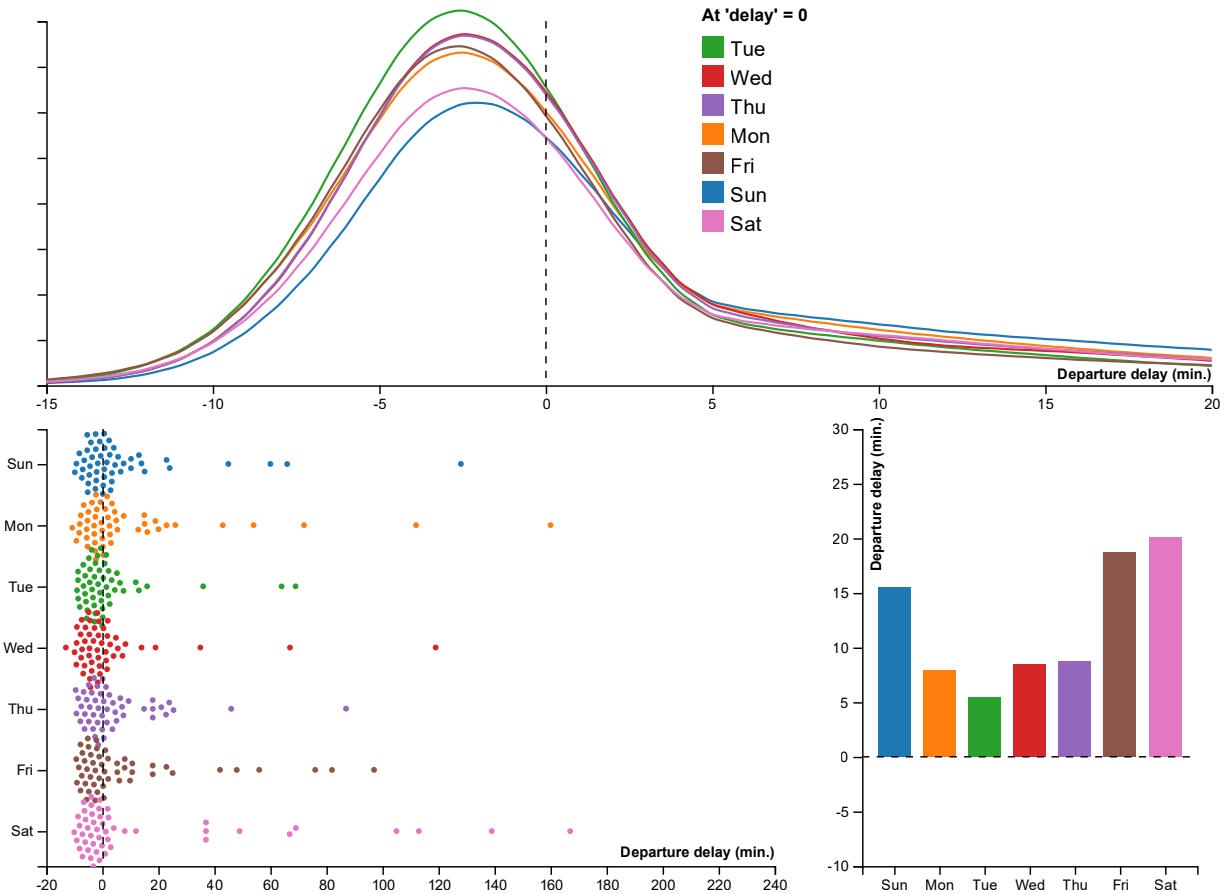 At 'delay' = 0
Tue
Wed
Thu
Mon
Fri
Sun
Sat
Departure delay (min.)
-15 -10 -5 0 5 10 15 20
Sun
Mon
Tue
Wed
Thu
Fri
Sat
Departure delay (min.)
-20 0 20 40 60 80 100 120 140 160 180 200 220 240
Departure delay (min.)
30
25
20
15
10
5
0
-5
-10
Sun Mon Tue Wed Thu Fri Sat